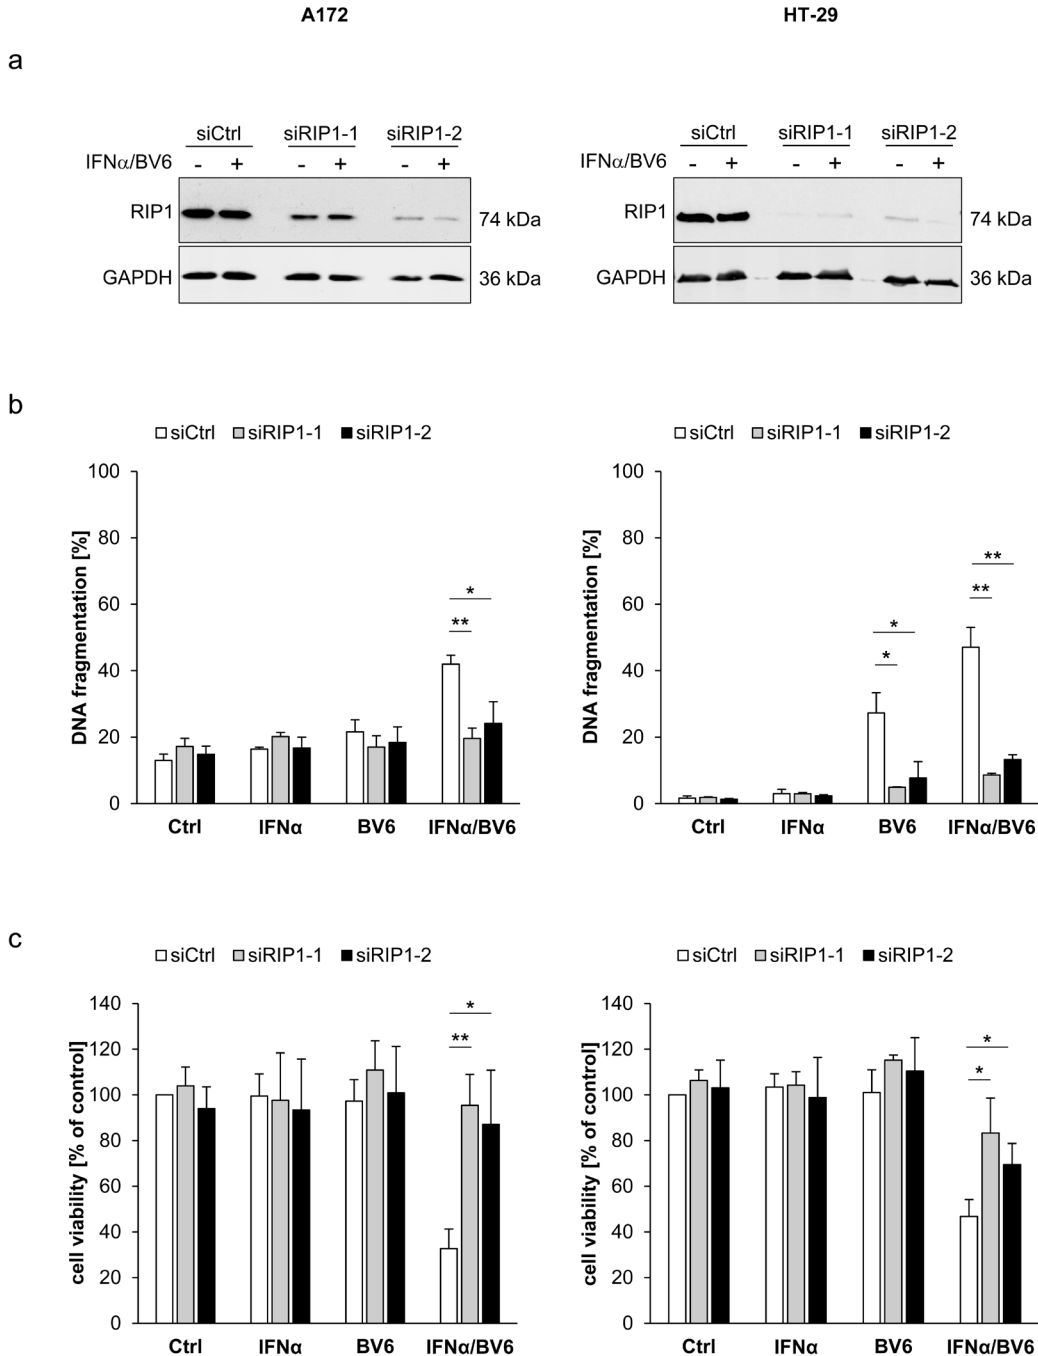 A172 HT-29
a
siCtrl siRIP1-1 siRIP1-2 siCtrl siRIP1-1 siRIP1-2
IFNα/BV6 - + - + - + IFNα/BV6 - + - + - +
RIP1 74 kDa RIP1 74 kDa
GAPDH 36 kDa GAPDH 36 kDa
b
siCtrl siRIP1-1 siRIP1-2 siCtrl siRIP1-1 siRIP1-2
DNA fragmentation [%]
100
80
60
40
20
0
*
**
Ctrl IFNα BV6 IFNα/BV6
DNA fragmentation [%]
100
80
60
40
20
0
*
*
**
**
Ctrl IFNα BV6 IFNα/BV6
c
siCtrl siRIP1-1 siRIP1-2 siCtrl siRIP1-1 siRIP1-2
cell viability [% of control]
140
120
100
80
60
40
20
0
*
**
Ctrl IFNα BV6 IFNα/BV6
cell viability [% of control]
140
120
100
80
60
40
20
0
*
*
Ctrl IFNα BV6 IFNα/BV6